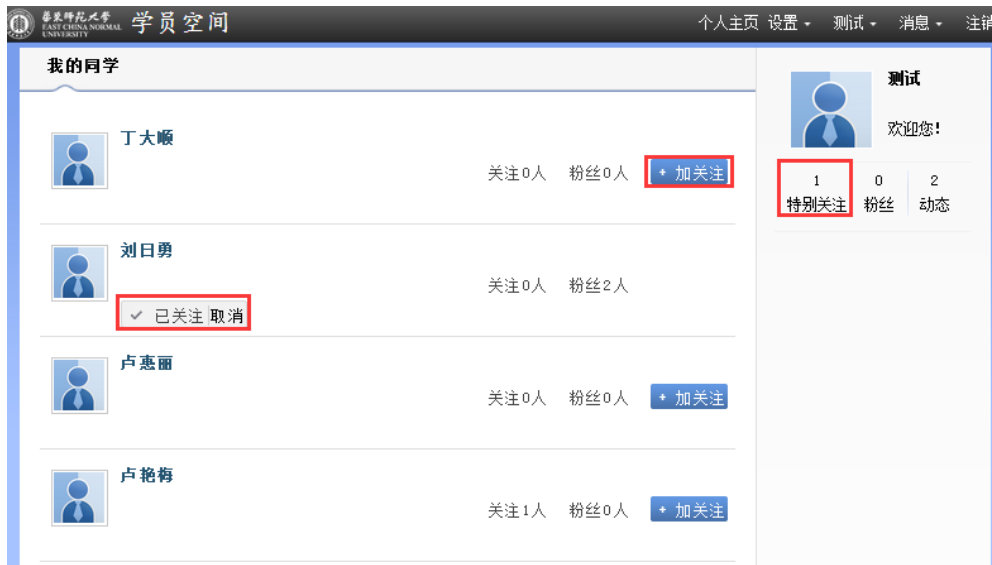 華東師范大學 EAST CHINA NORMAL UNIVERSITY 学员空间 个人主页 设置 测试 消息 注销
我的同学
丁大顺
关注0人 粉丝0人 + 加关注
刘日勇
关注0人 粉丝2人
已关注 取消
卢惠丽
关注0人 粉丝0人 + 加关注
卢艳梅
关注1人 粉丝0人 + 加关注
测试
欢迎您!
1 0 2
特别关注 粉丝 动态